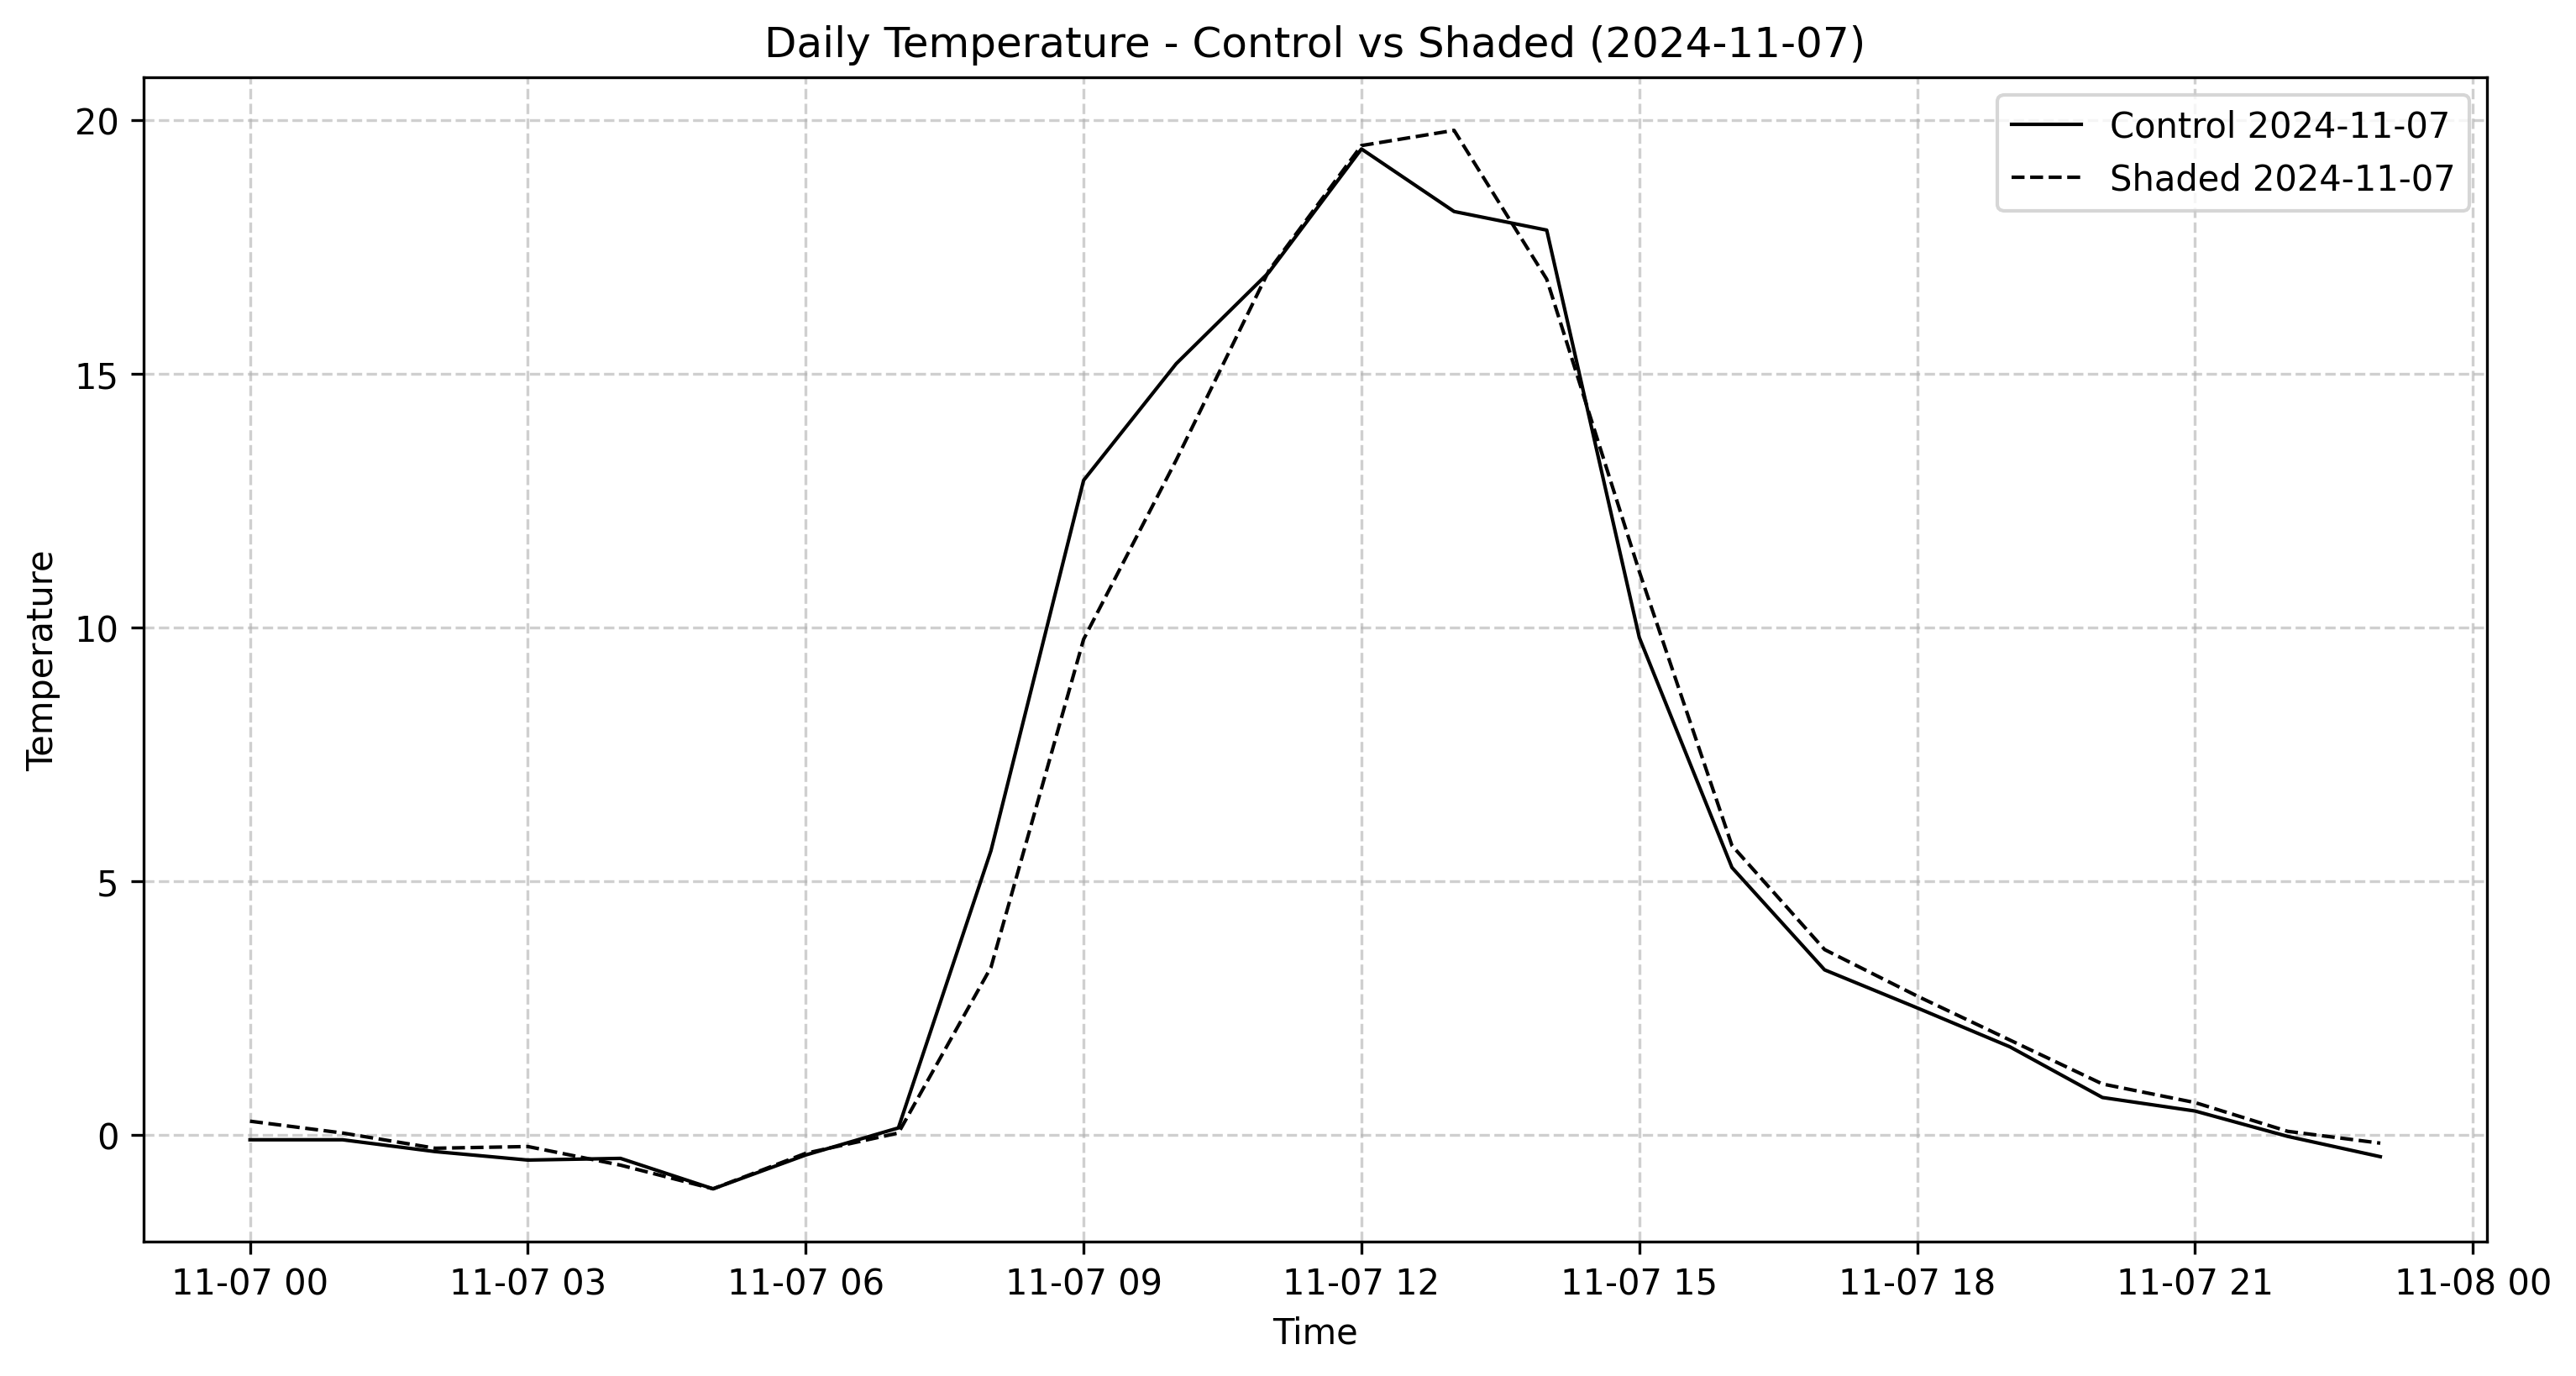 Daily Temperature - Control vs Shaded (2024-11-07)
Control 2024-11-07
Shaded 2024-11-07
Temperature
20
15
10
5
0
11-07 00 11-07 03 11-07 06 11-07 09 11-07 12 11-07 15 11-07 18 11-07 21 11-08 00
Time